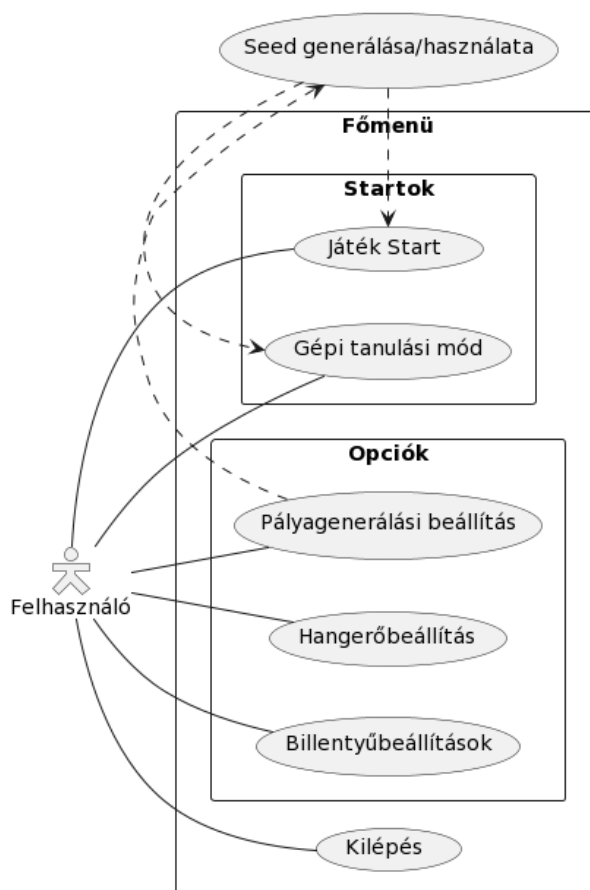 Seed generálása/használata
Főmenü
Startok
Játék Start
Gépi tanulási mód
Opciók
Pályagenerálási beállítás
Felhasználó
Hangerőbeállítás
Billentyűbeállítások
Kilépés